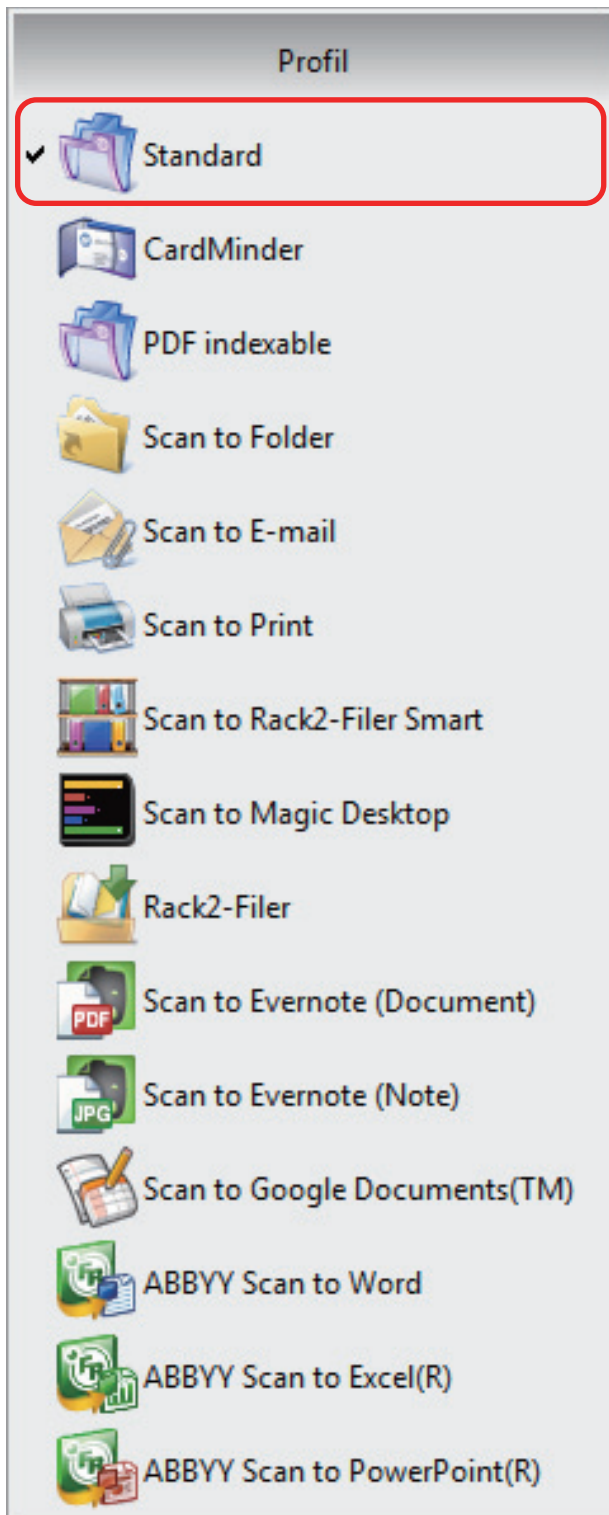 Profil
Standard
CardMinder
PDF indexable
Scan to Folder
Scan to E-mail
Scan to Print
Scan to Rack2-Filer Smart
Scan to Magic Desktop
Rack2-Filer
PDF
Scan to Evernote (Document)
JPG
Scan to Evernote (Note)
Scan to Google Documents(TM)
ABBYY Scan to Word
ABBYY Scan to Excel(R)
ABBYY Scan to PowerPoint(R)